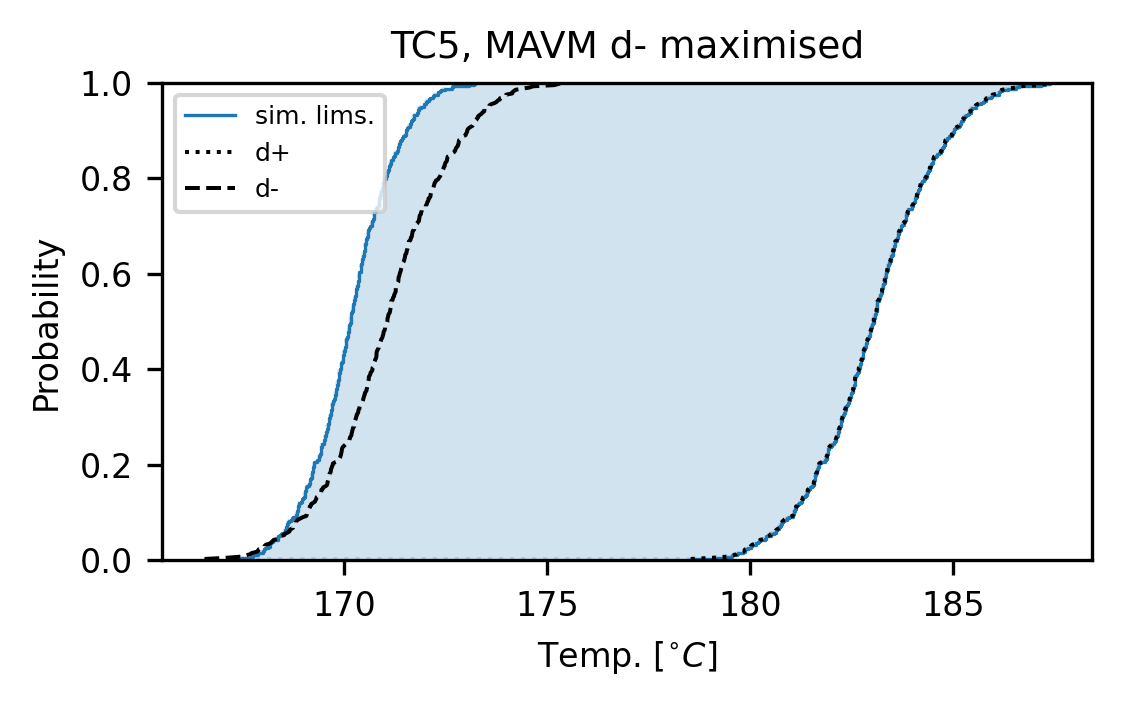 TC5, MAVM d- maximised
1.0
0.8
0.6
0.4
0.2
0.0
Probability
sim. lims.
d+
d-
170 175 180 185
Temp. [°C]